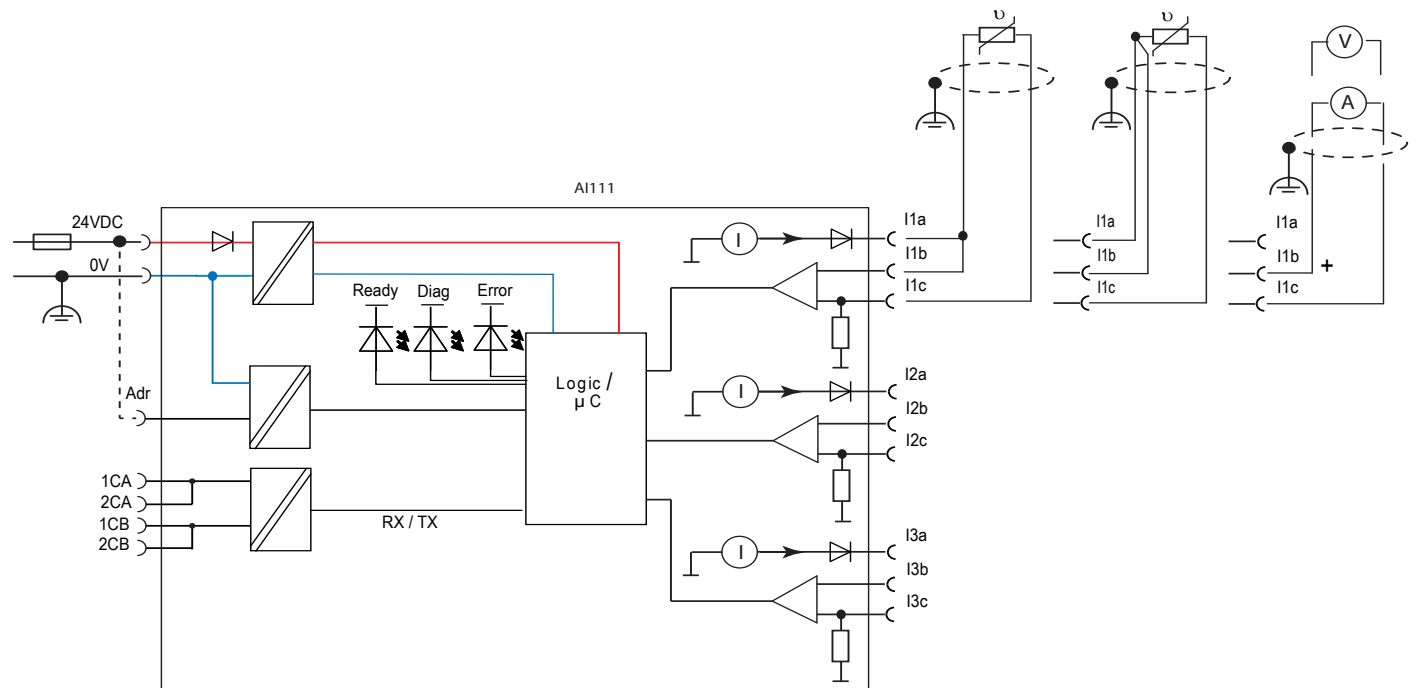 υ
υ
V
A
AI111
24VDC
0V
Ready
Diag
Error
Logic /
µ C
Adr
1CA
2CA
1CB
2CB
RX / TX
I
I1a
I1b
I1c
I
I2a
I2b
I2c
I
I3a
I3b
I3c
I1a
I1b
I1c
I1a
I1b
+
I1c